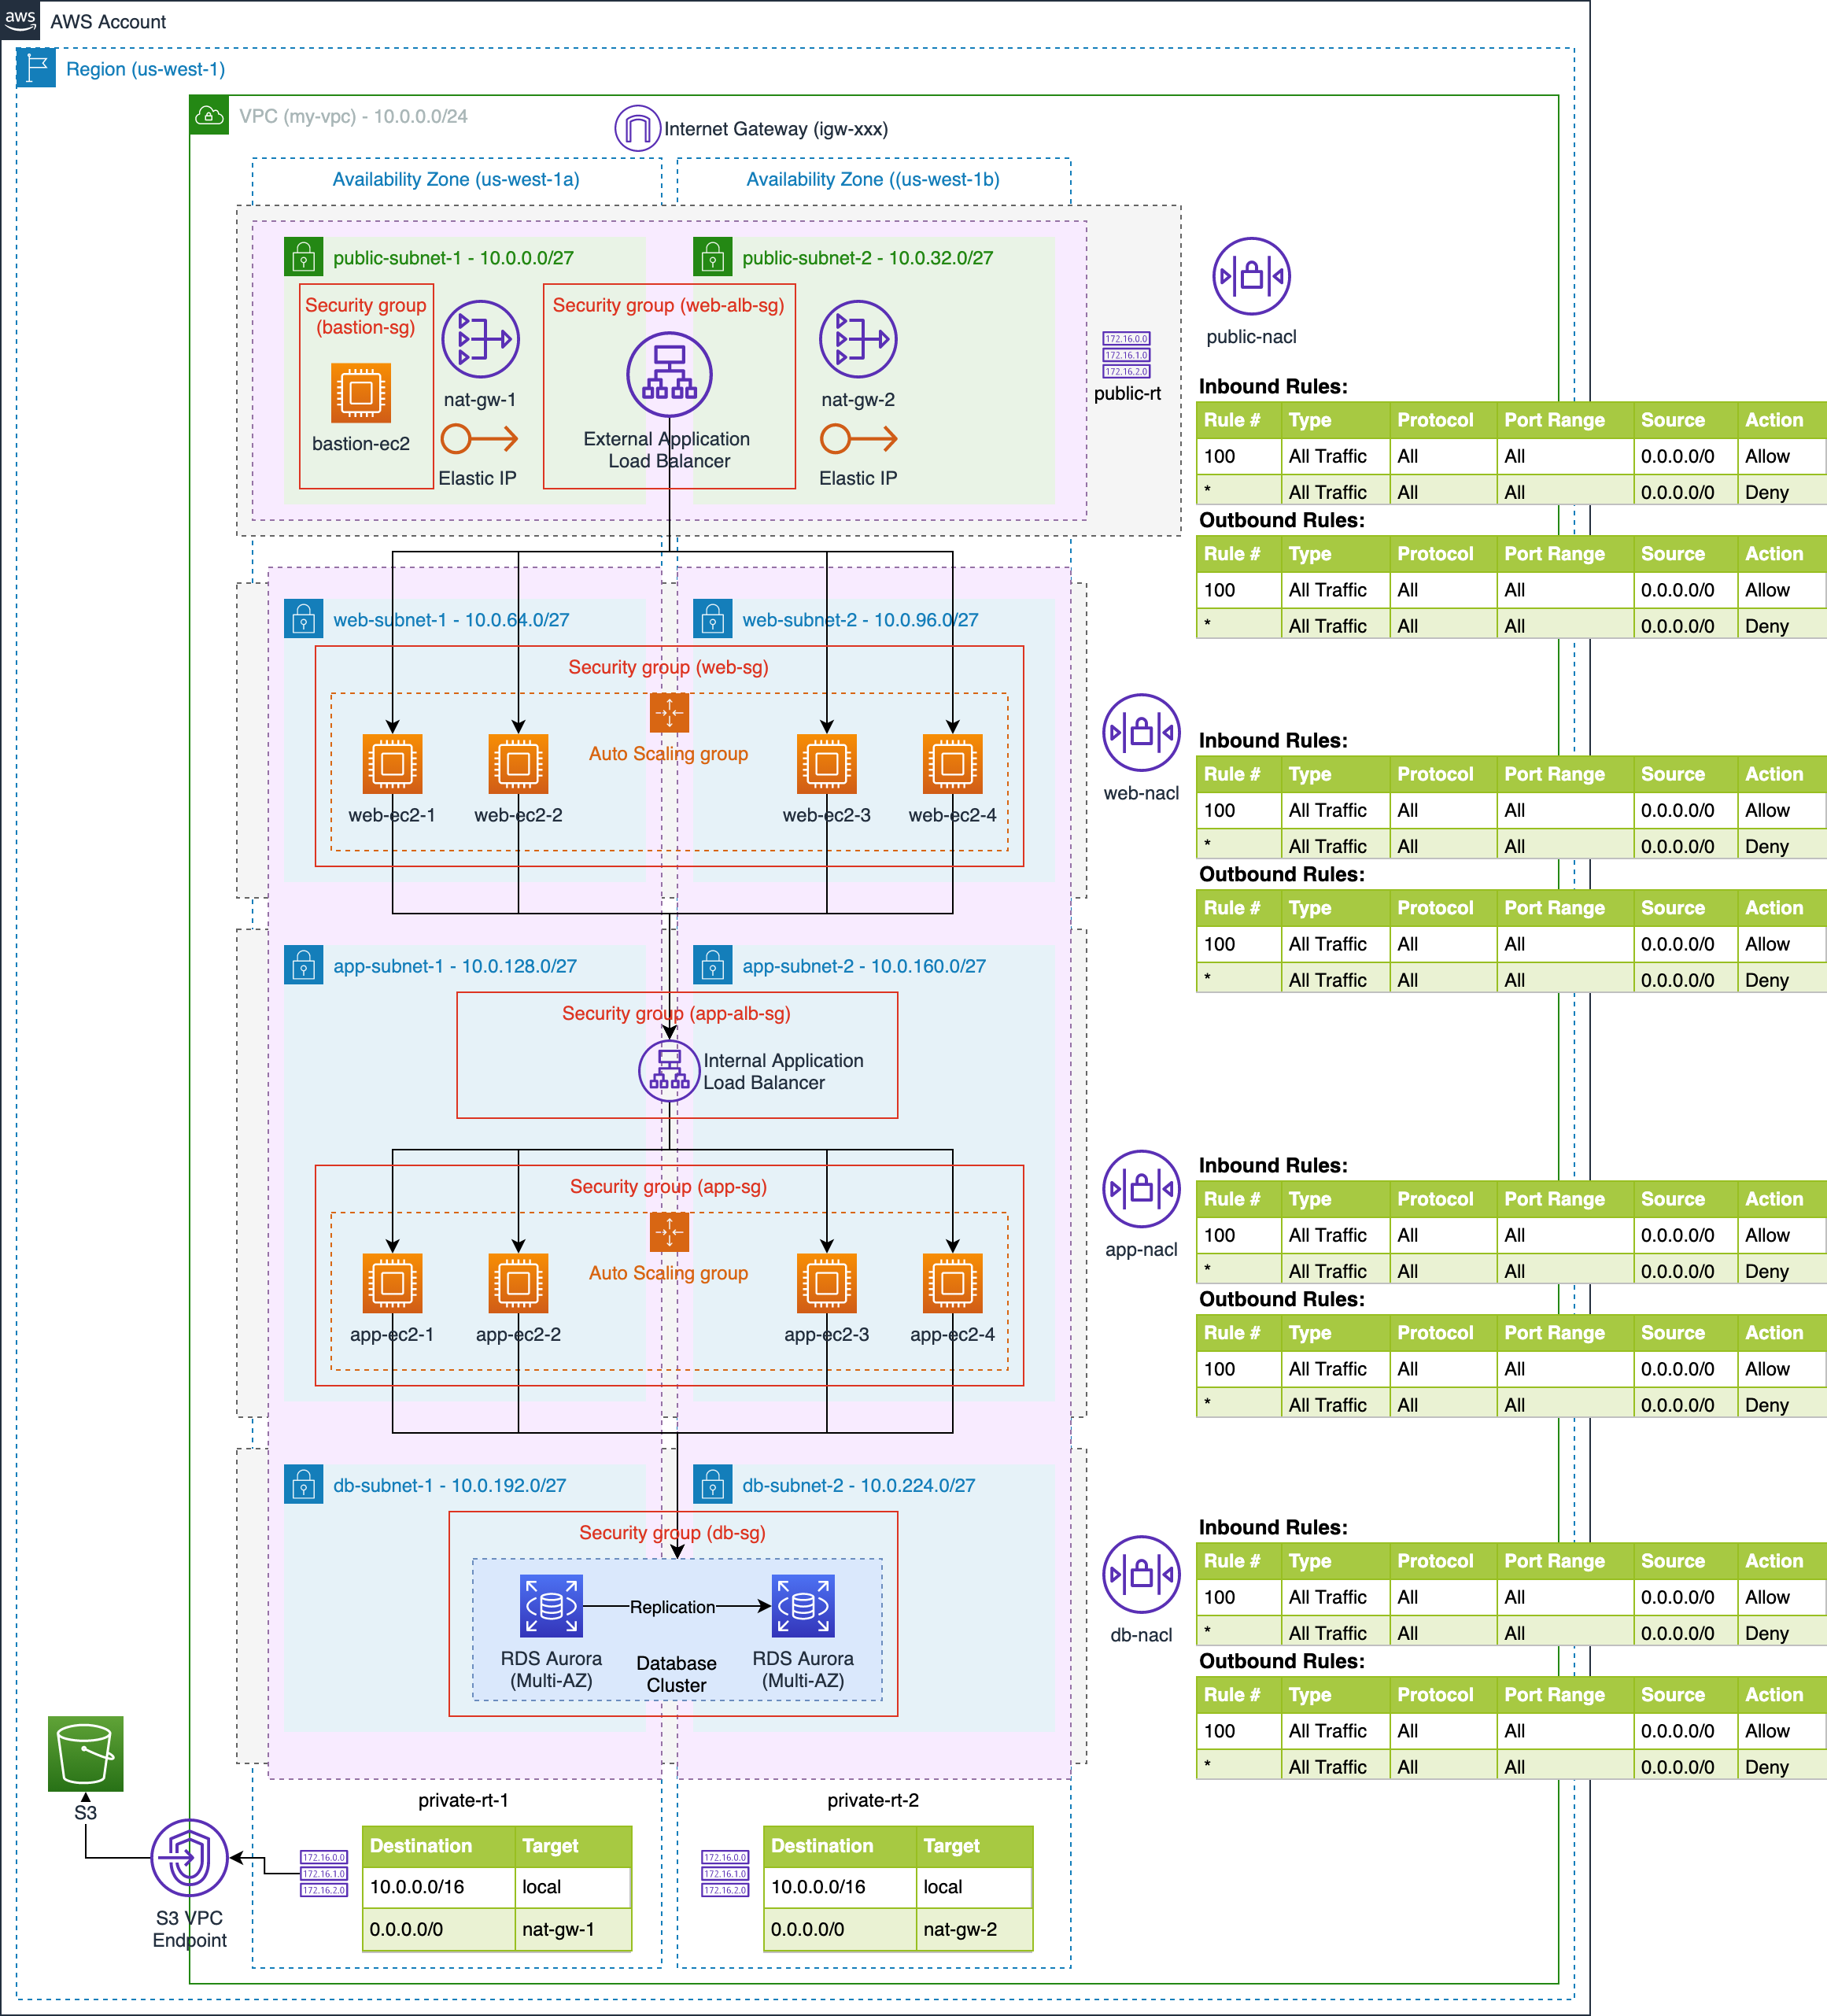 aws
AWS Account
Region (us-west-1)
VPC (my-vpc) - 10.0.0.0/24
Internet Gateway (igw-xxx)
Availability Zone (us-west-1a)
Availability Zone ((us-west-1b)
public-subnet-1 - 10.0.0.0/27
public-subnet-2 - 10.0.32.0/27
Security group
(bastion-sg)
bastion-ec2
nat-gw-1
Elastic IP
Security group (web-alb-sg)
External Application
Load Balancer
nat-gw-2
Elastic IP
172.16.0.0
172.16.1.0
172.16.2.0
public-rt
public-nacl
Inbound Rules:
Rule # Type Protocol Port Range Source Action
100 All Traffic All All 0.0.0.0/0 Allow
* All Traffic All All 0.0.0.0/0 Deny
Outbound Rules:
Rule # Type Protocol Port Range Source Action
100 All Traffic All All 0.0.0.0/0 Allow
* All Traffic All All 0.0.0.0/0 Deny
web-subnet-1 - 10.0.64.0/27
web-subnet-2 - 10.0.96.0/27
Security group (web-sg)
Auto Scaling group
web-ec2-1
web-ec2-2
web-ec2-3
web-ec2-4
web-nacl
Inbound Rules:
Rule # Type Protocol Port Range Source Action
100 All Traffic All All 0.0.0.0/0 Allow
* All Traffic All All 0.0.0.0/0 Deny
Outbound Rules:
Rule # Type Protocol Port Range Source Action
100 All Traffic All All 0.0.0.0/0 Allow
* All Traffic All All 0.0.0.0/0 Deny
app-subnet-1 - 10.0.128.0/27
app-subnet-2 - 10.0.160.0/27
Security group (app-alb-sg)
Internal Application
Load Balancer
Security group (app-sg)
Auto Scaling group
app-ec2-1
app-ec2-2
app-ec2-3
app-ec2-4
app-nacl
Inbound Rules:
Rule # Type Protocol Port Range Source Action
100 All Traffic All All 0.0.0.0/0 Allow
* All Traffic All All 0.0.0.0/0 Deny
Outbound Rules:
Rule # Type Protocol Port Range Source Action
100 All Traffic All All 0.0.0.0/0 Allow
* All Traffic All All 0.0.0.0/0 Deny
db-subnet-1 - 10.0.192.0/27
db-subnet-2 - 10.0.224.0/27
Security group (db-sg)
Replication
RDS Aurora
(Multi-AZ)
Database
Cluster
RDS Aurora
(Multi-AZ)
db-nacl
Inbound Rules:
Rule # Type Protocol Port Range Source Action
100 All Traffic All All 0.0.0.0/0 Allow
* All Traffic All All 0.0.0.0/0 Deny
Outbound Rules:
Rule # Type Protocol Port Range Source Action
100 All Traffic All All 0.0.0.0/0 Allow
* All Traffic All All 0.0.0.0/0 Deny
S3
S3 VPC
Endpoint
private-rt-1
172.16.0.0
172.16.1.0
172.16.2.0
Destination Target
10.0.0.0/16 local
0.0.0.0/0 nat-gw-1
private-rt-2
172.16.0.0
172.16.1.0
172.16.2.0
Destination Target
10.0.0.0/16 local
0.0.0.0/0 nat-gw-2